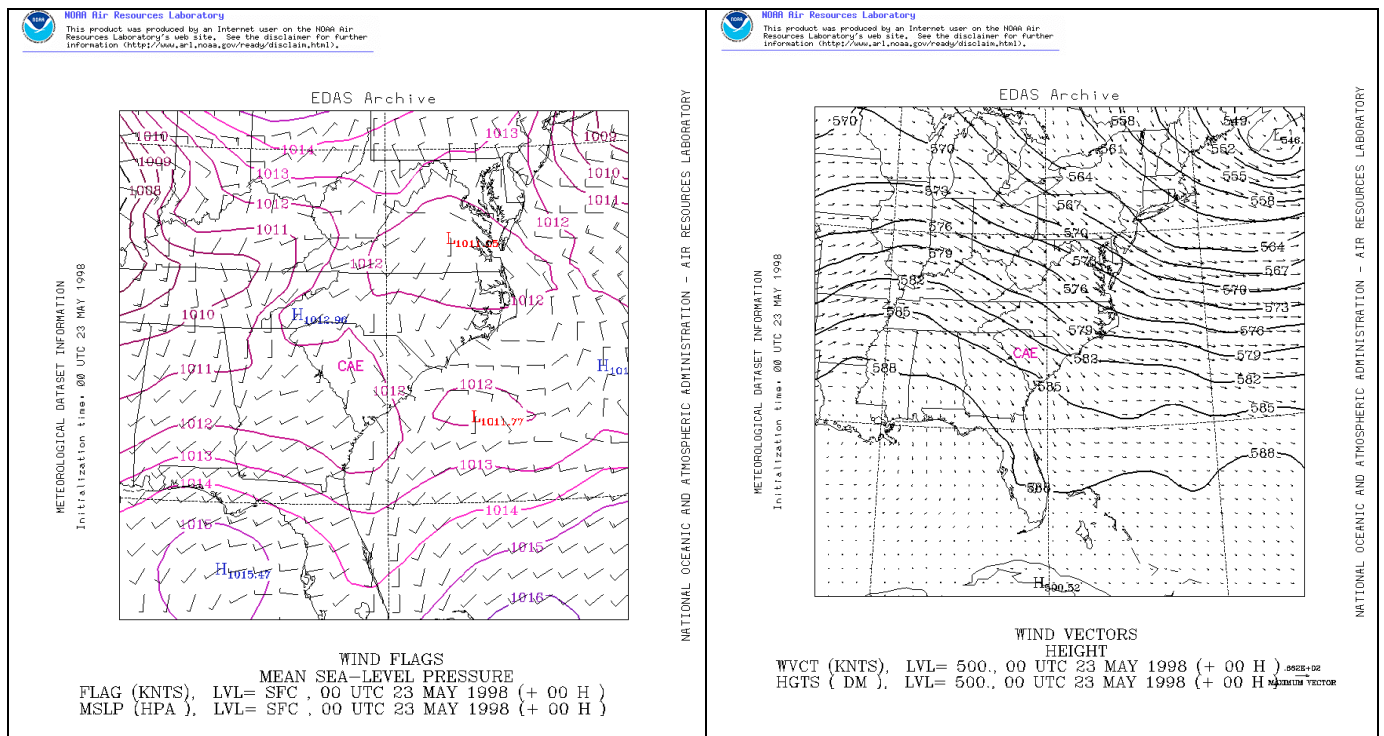 NOAA Air Resources Laboratory
This product was produced by an Internet user on the NOAA Air
Resources Laboratory's web site. See the disclaimer for further
information (http://www.arl.noaa.gov/ready/disclaim.html).
EDAS Archive
METEOROLOGICAL DATASET INFORMATION
Initialization time: 00 UTC 23 MAY 1998
NATIONAL OCEANIC AND ATMOSPHERIC ADMINISTRATION - AIR RESOURCES LABORATORY
1010
1013
1009
1014
1009
1013
1010
1008
1012
1011
1011
1012
L
1012
1012
H1012.96
1010
CAE
H101
1011
1012
1012
L1011.77
1012
1013
1013
1014
1014
1015
1015
H1015.47
1016
WIND FLAGS
MEAN SEA-LEVEL PRESSURE
FLAG (KNTS), LVL= SFC , 00 UTC 23 MAY 1998 (+ 00 H )
MSLP (HPA ), LVL= SFC , 00 UTC 23 MAY 1998 (+ 00 H )
NOAA Air Resources Laboratory
This product was produced by an Internet user on the NOAA Air
Resources Laboratory's web site. See the disclaimer for further
information (http://www.arl.noaa.gov/ready/disclaim.html).
EDAS Archive
METEOROLOGICAL DATASET INFORMATION
Initialization time: 00 UTC 23 MAY 1998
NATIONAL OCEANIC AND ATMOSPHERIC ADMINISTRATION - AIR RESOURCES LABORATORY
570
558
549
L546.
570
561
552
564
555
573
567
558
576
570
564
579
567
582
576
570
573
585
579
576
CAE
582
579
588
585
582
585
588
H590.52
WIND VECTORS
HEIGHT
WVCT (KNTS), LVL= 500., 00 UTC 23 MAY 1998 (+ 00 H )
HGTS ( DM ), LVL= 500., 00 UTC 23 MAY 1998 (+ 00 H )
.662E+02
MAXIMUM VECTOR